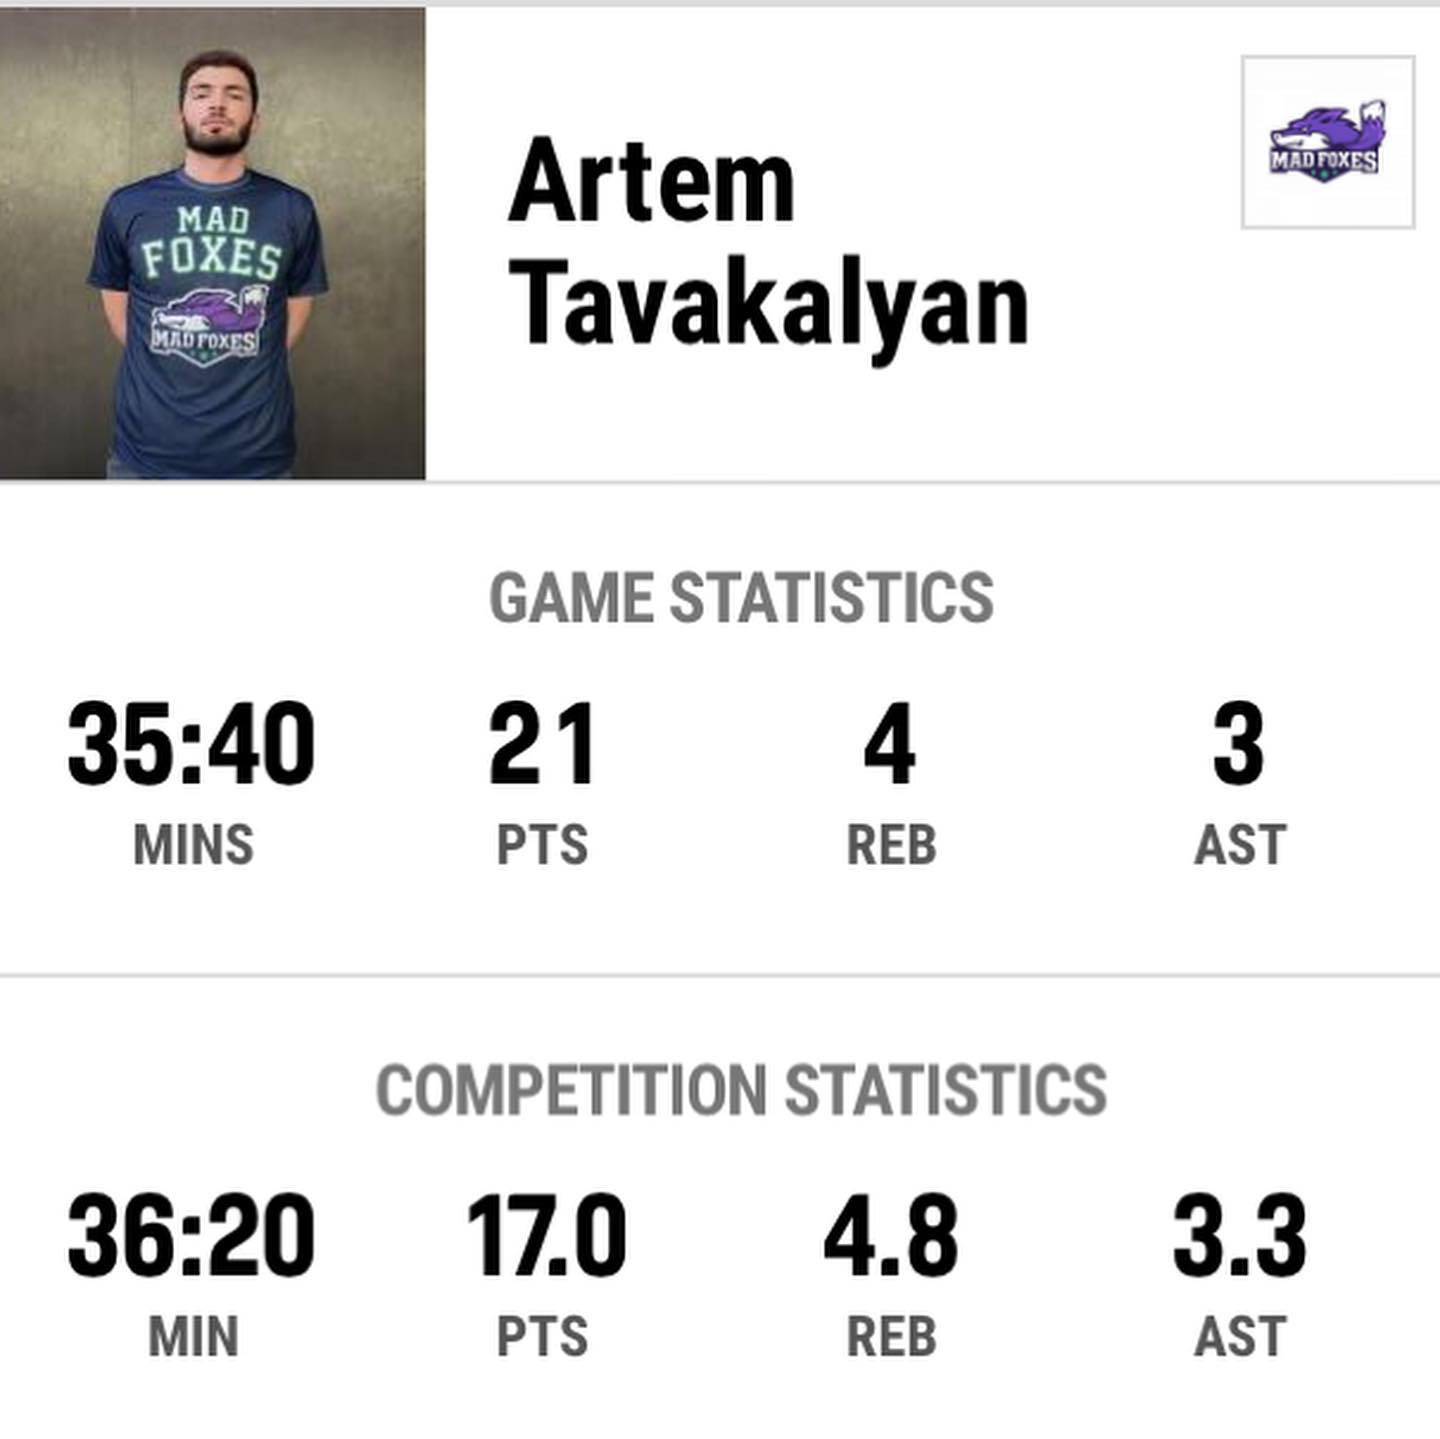 Artem
Tavakalyan
MAD FOXES
MAD
FOXES
MAD FOXES
GAME STATISTICS
35:40 21 4 3
MINS PTS REB AST
COMPETITION STATISTICS
36:20 17.0 4.8 3.3
MIN PTS REB AST